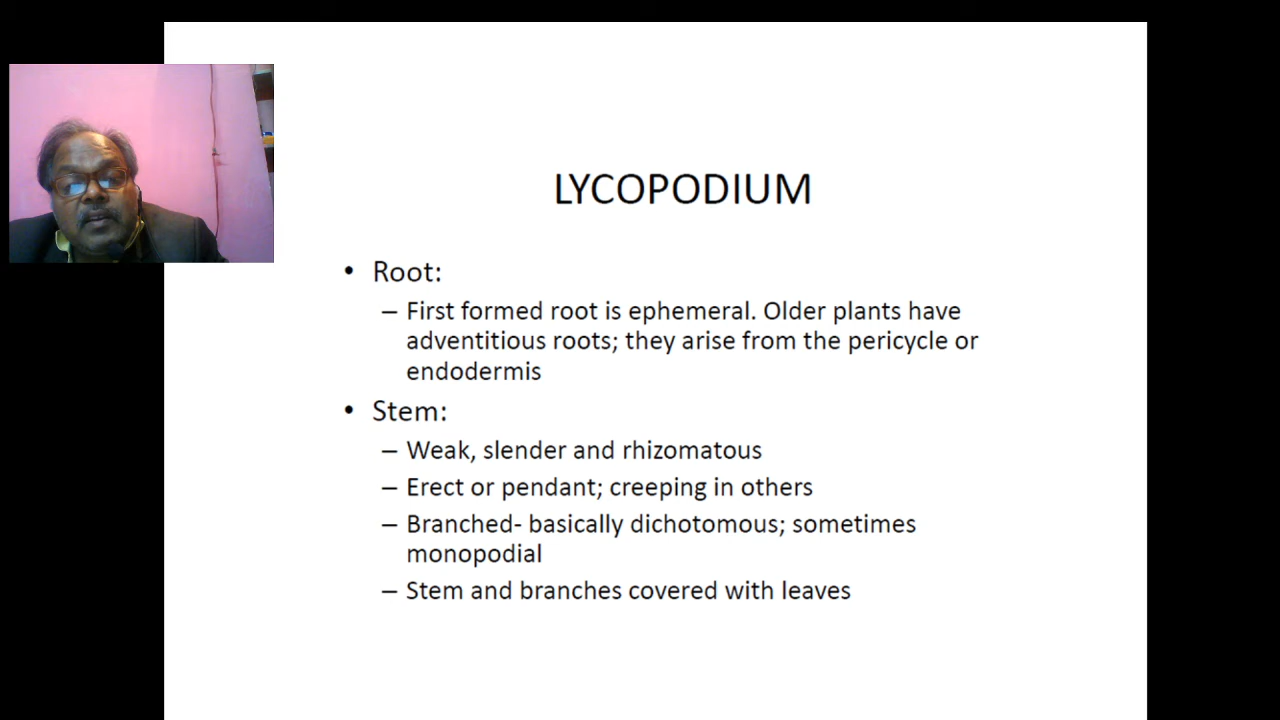 LYCOPODIUM
• Root:
– First formed root is ephemeral. Older plants have
adventitious roots; they arise from the pericycle or
endodermis
• Stem:
– Weak, slender and rhizomatous
– Erect or pendant; creeping in others
– Branched- basically dichotomous; sometimes
monopodial
– Stem and branches covered with leaves